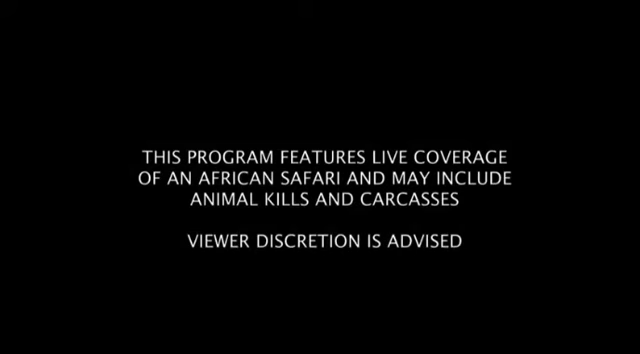 THIS PROGRAM FEATURES LIVE COVERAGE
OF AN AFRICAN SAFARI AND MAY INCLUDE
ANIMAL KILLS AND CARCASSES
VIEWER DISCRETION IS ADVISED